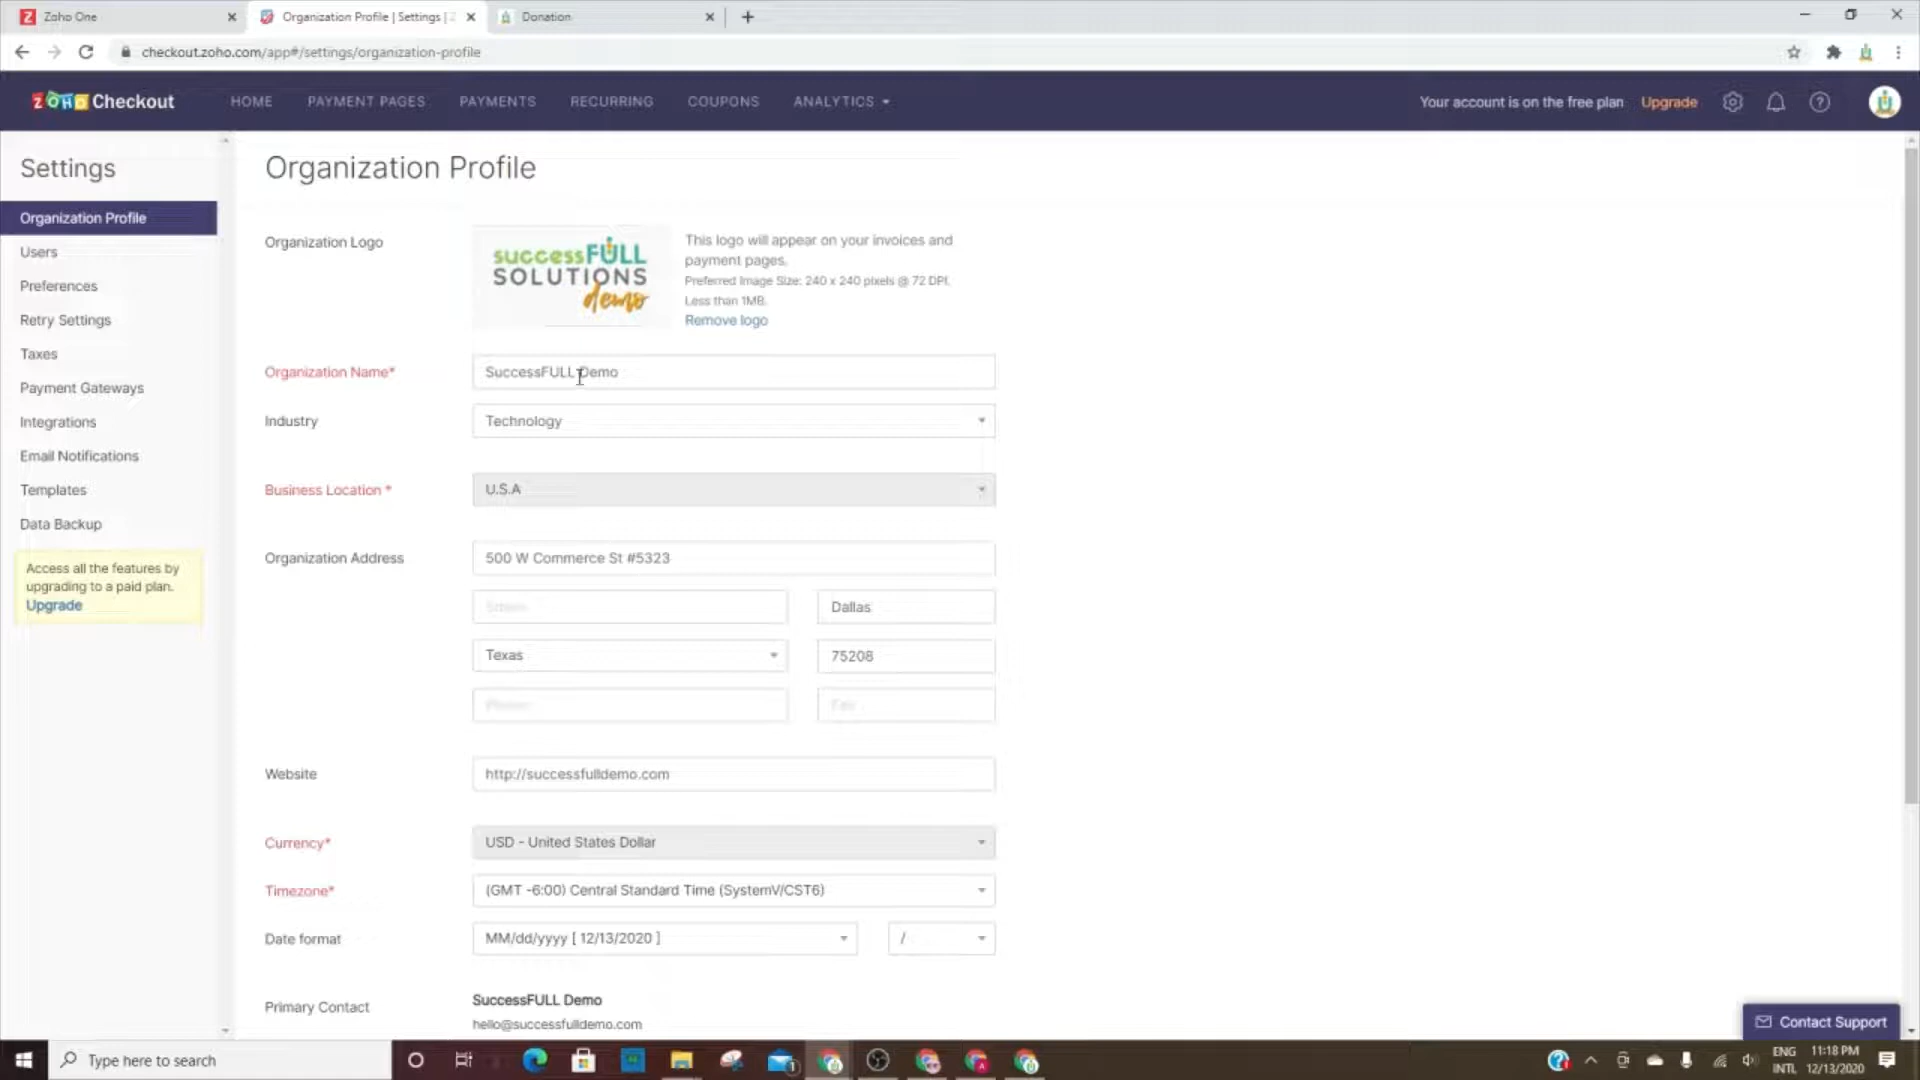 Zoho One
Organization Profile | Settings |
Donation
checkout.zoho.com/app#/settings/organization-profile
ZOHO Checkout
HOME
PAYMENT PAGES
PAYMENTS
RECURRING
COUPONS
ANALYTICS
Your account is on the free plan
Upgrade
Settings
Organization Profile
Users
Preferences
Retry Settings
Taxes
Payment Gateways
Integrations
Email Notifications
Templates
Data Backup
Access all the features by
upgrading to a paid plan.
Upgrade
Organization Profile
Organization Logo
successFULL
SOLUTIONS
demo
This logo will appear on your invoices and
payment pages.
Preferred Image Size: 240 x 240 pixels @ 72 DPI.
Less than 1MB.
Remove logo
Organization Name*
SuccessFULL Demo
Industry
Technology
Business Location *
U.S.A
Organization Address
500 W Commerce St #5323
Dallas
Texas
75208
Phone
Fax
Website
http://successfulldemo.com
Currency*
USD - United States Dollar
Timezone*
(GMT -6:00) Central Standard Time (SystemV/CST6)
Date format
MM/dd/yyyy [ 12/13/2020 ]
/
Primary Contact
SuccessFULL Demo
hello@successfulldemo.com
Contact Support
Type here to search
1
ENG
INTL
11:18 PM
12/13/2020